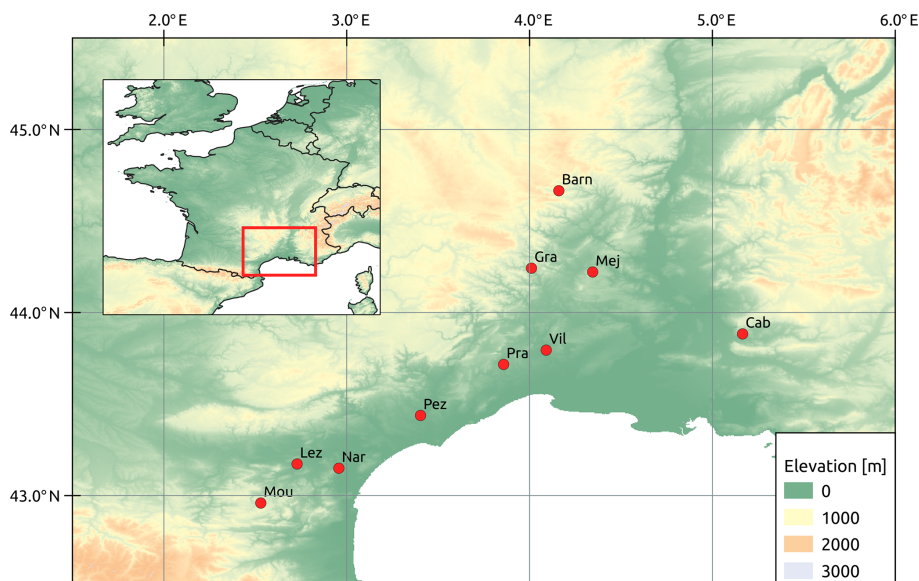 2.0°E 3.0°E 4.0°E 5.0°E 6.0°E
45.0°N
Barn
Gra
Mej
44.0°N
Cab
Vil
Pra
Pez
Lez
Nar
Mou
43.0°N
Elevation [m]
0
1000
2000
3000